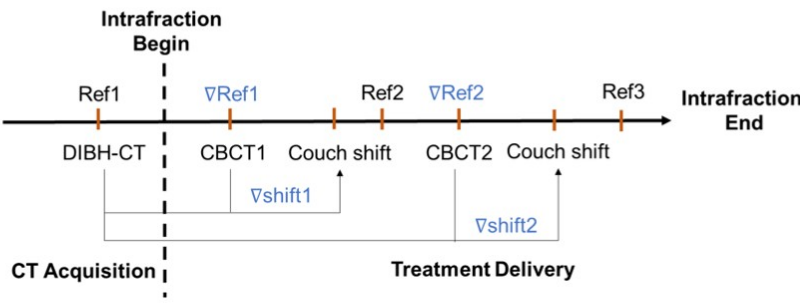 Intrafraction
Begin
Ref1
∇Ref1
Ref2
∇Ref2
Ref3
Intrafraction
End
DIBH-CT
CBCT1
Couch shift
CBCT2
Couch shift
∇shift1
∇shift2
CT Acquisition
Treatment Delivery